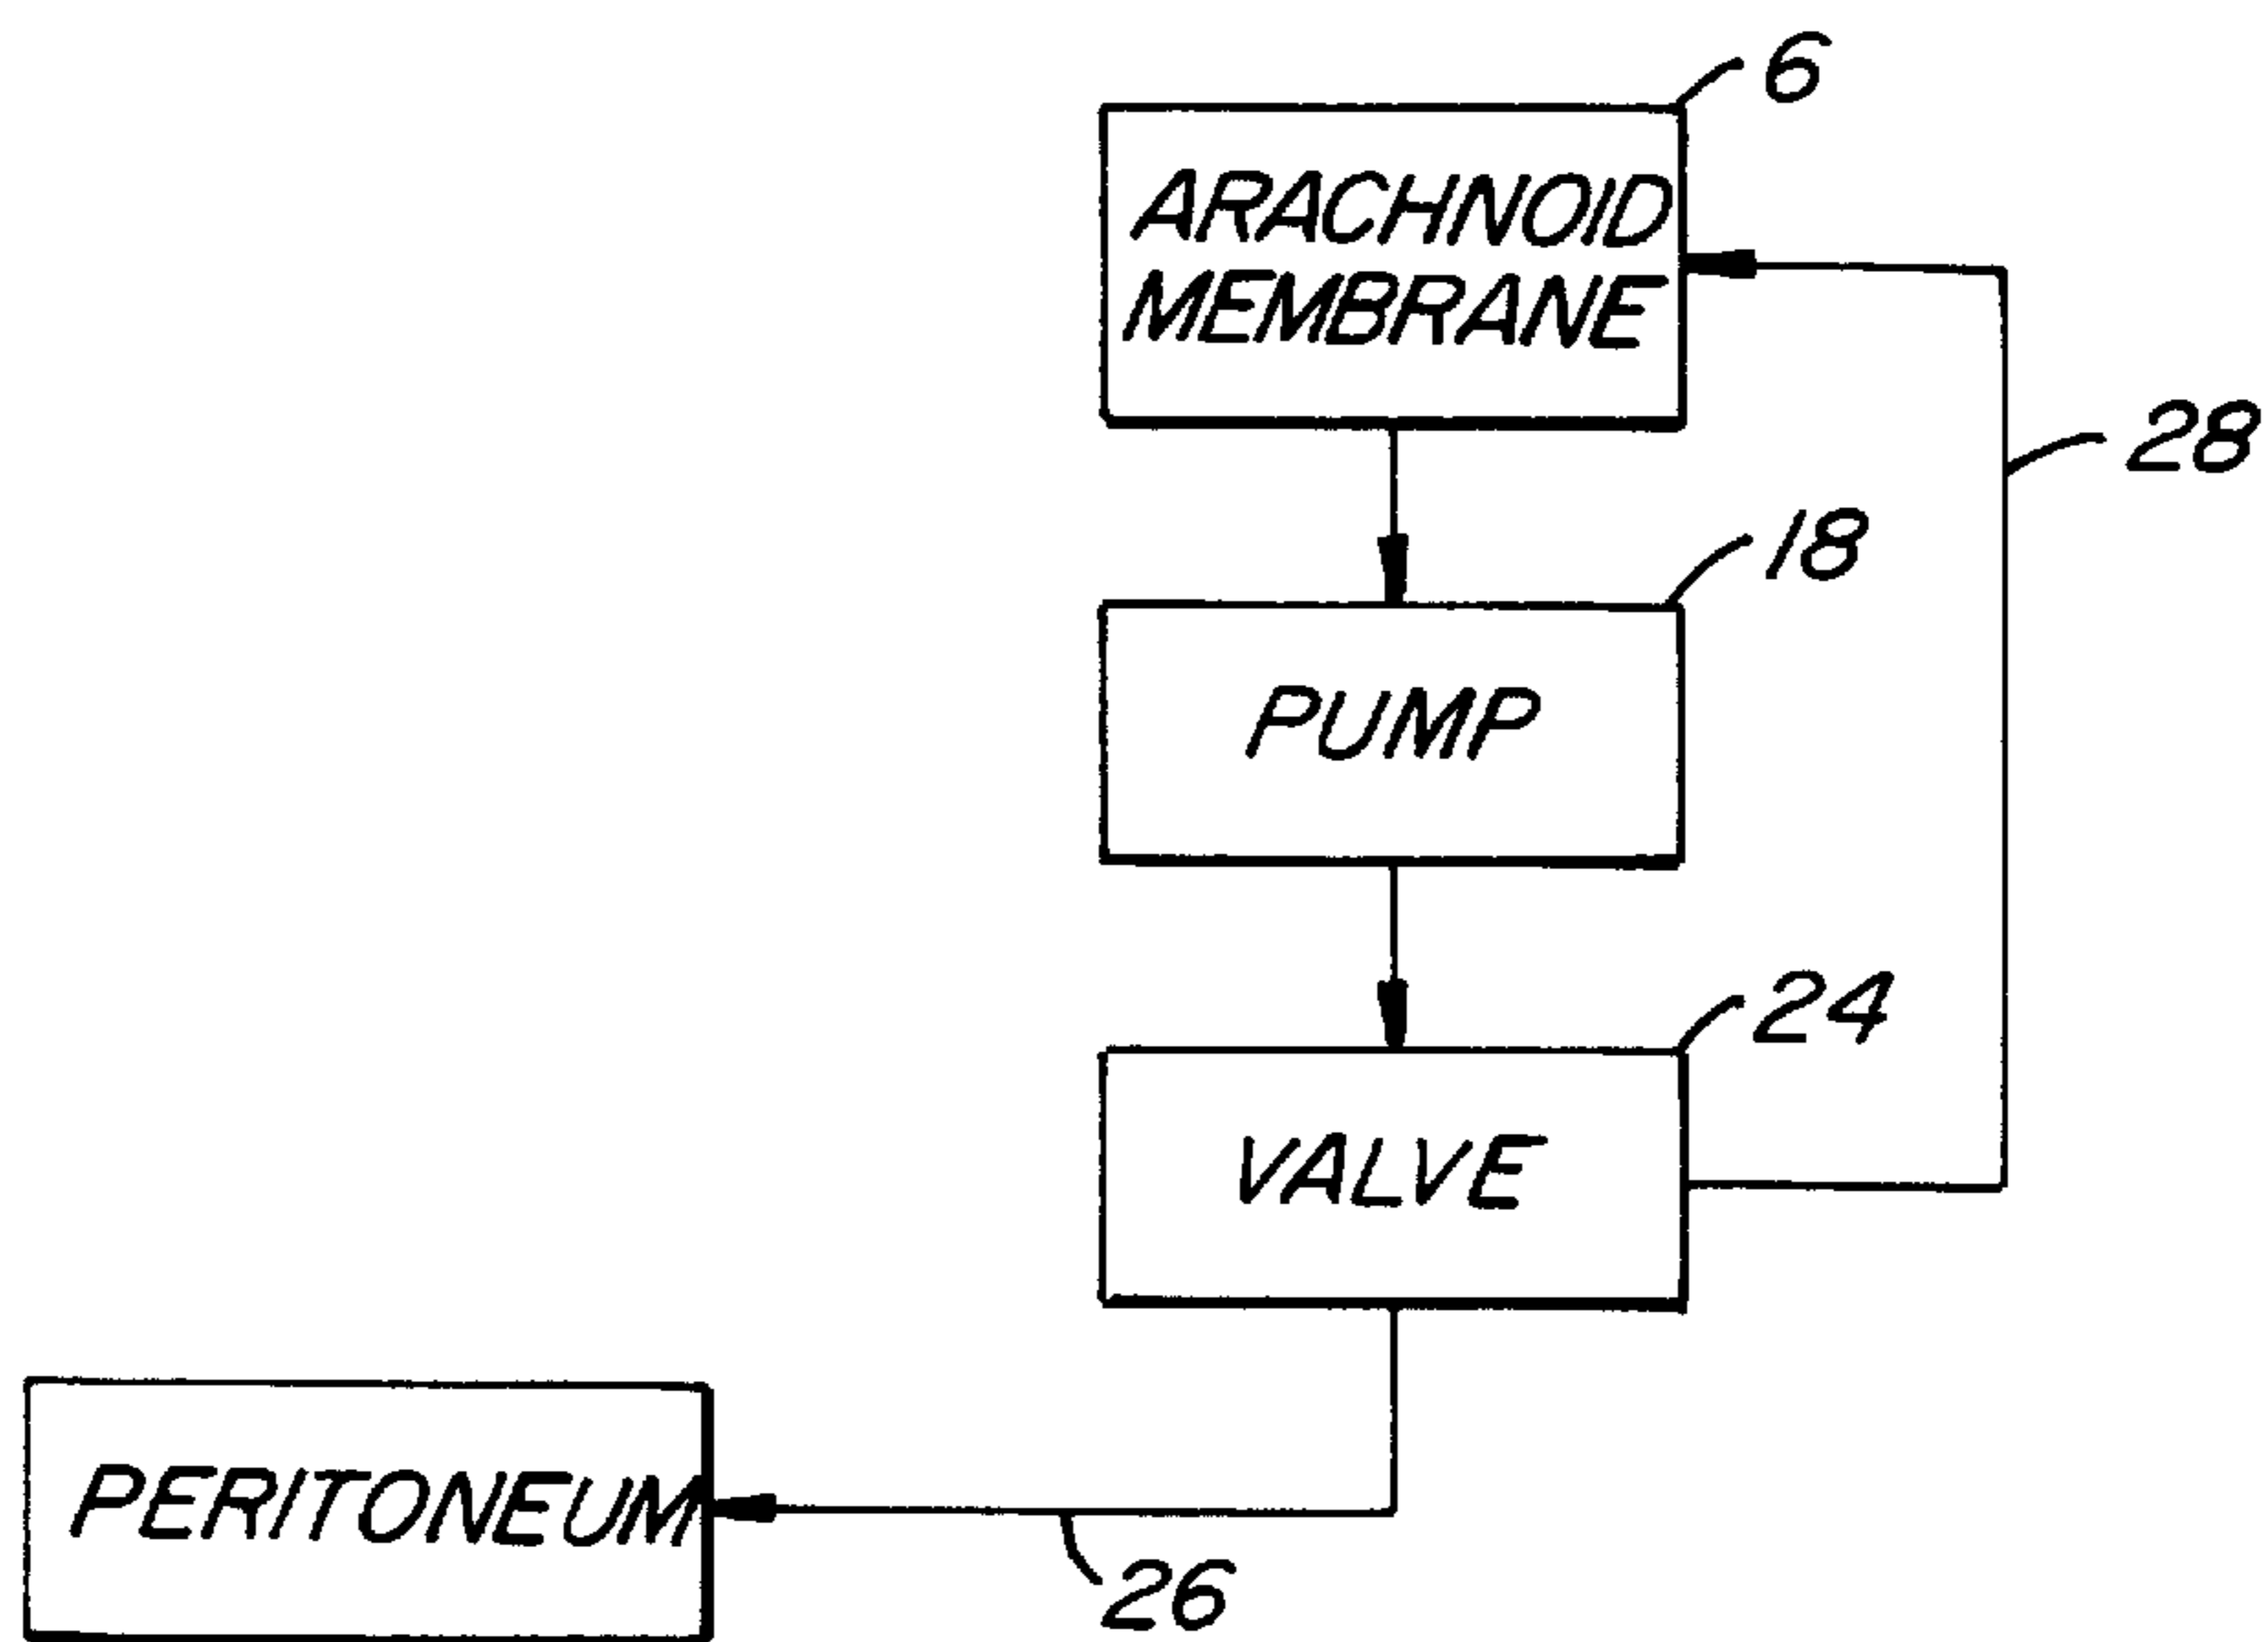 6
ARACHNOID
MEMBRANE
28
18
PUMP
24
VALVE
PERITONEUM
26